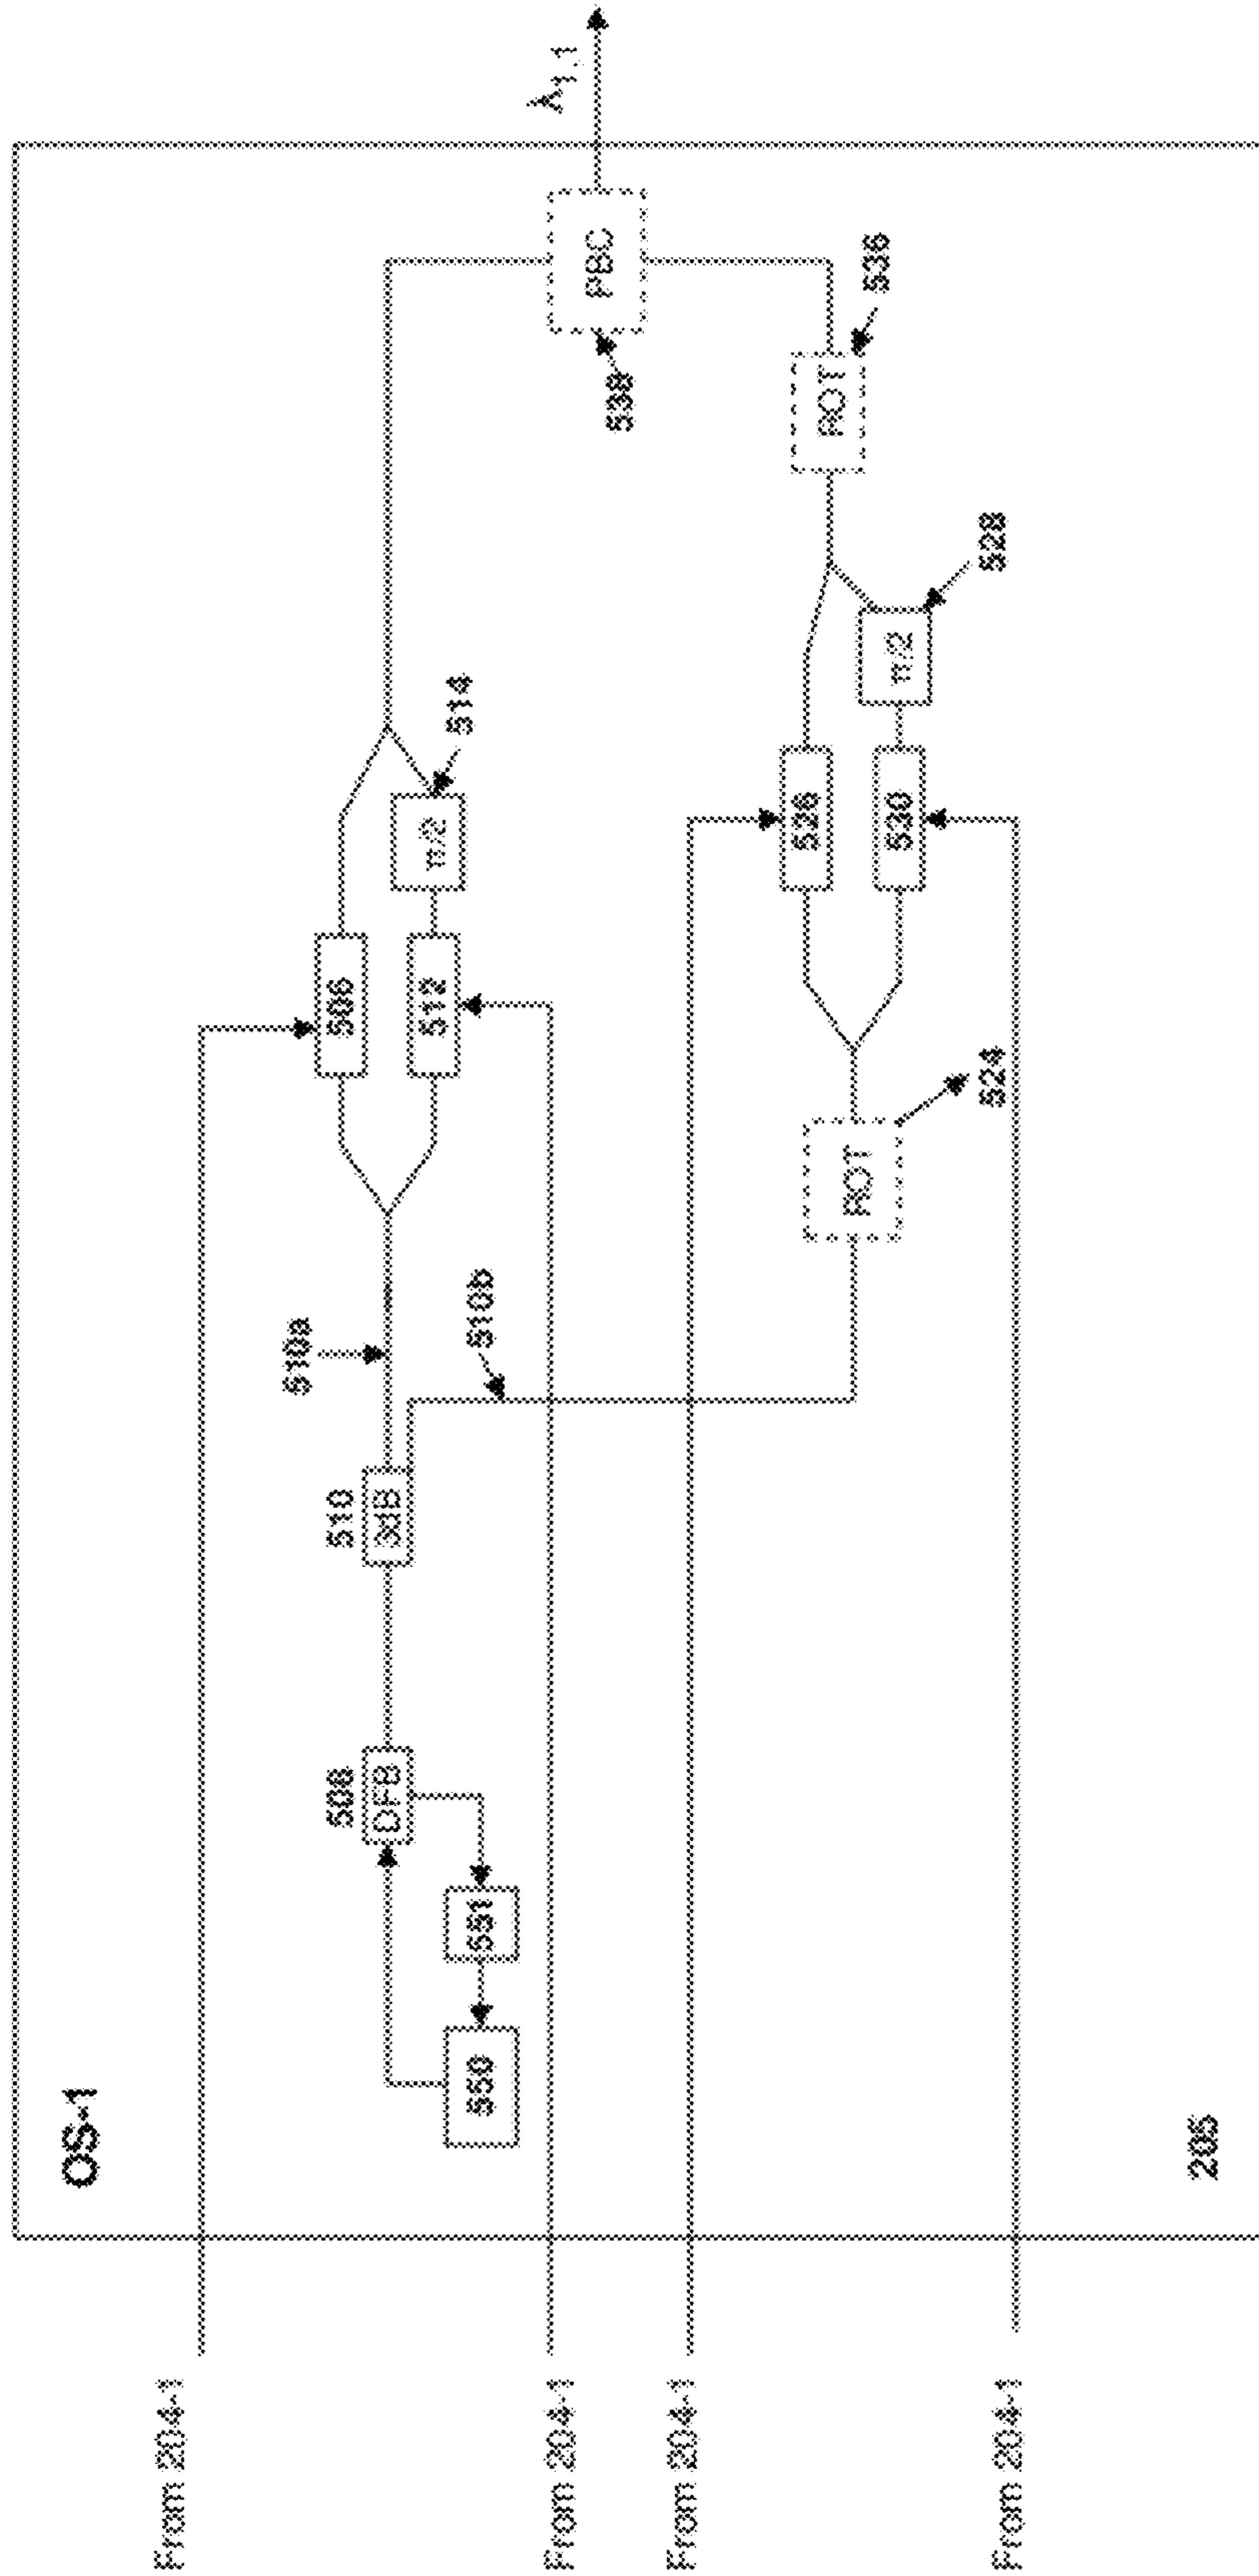 OS-1
From 204-1
510a
508
510
506
DFB
3dB
512
π/2
514
550
551
510b
λ1,1
From 204-1
PBC
538
From 204-1
526
ROT
ROT
536
530
π/2
524
528
From 204-1
205